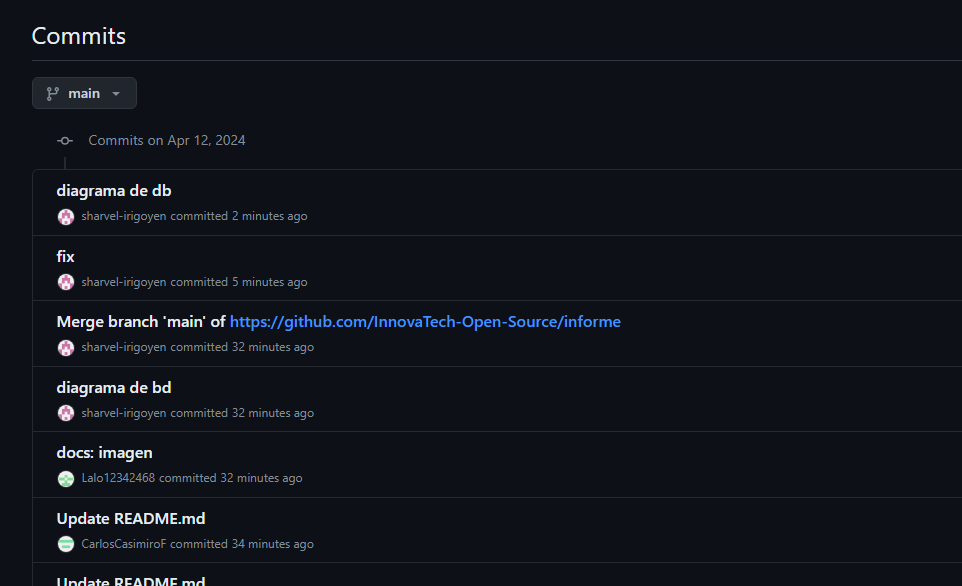 Commits
main
Commits on Apr 12, 2024
diagrama de db
sharvel-irigoyen committed 2 minutes ago
fix
sharvel-irigoyen committed 5 minutes ago
Merge branch 'main' of https://github.com/InnovaTech-Open-Source/informe
sharvel-irigoyen committed 32 minutes ago
diagrama de bd
sharvel-irigoyen committed 32 minutes ago
docs: imagen
Lalo12342468 committed 32 minutes ago
Update README.md
CarlosCasimiroF committed 34 minutes ago
Update README.md